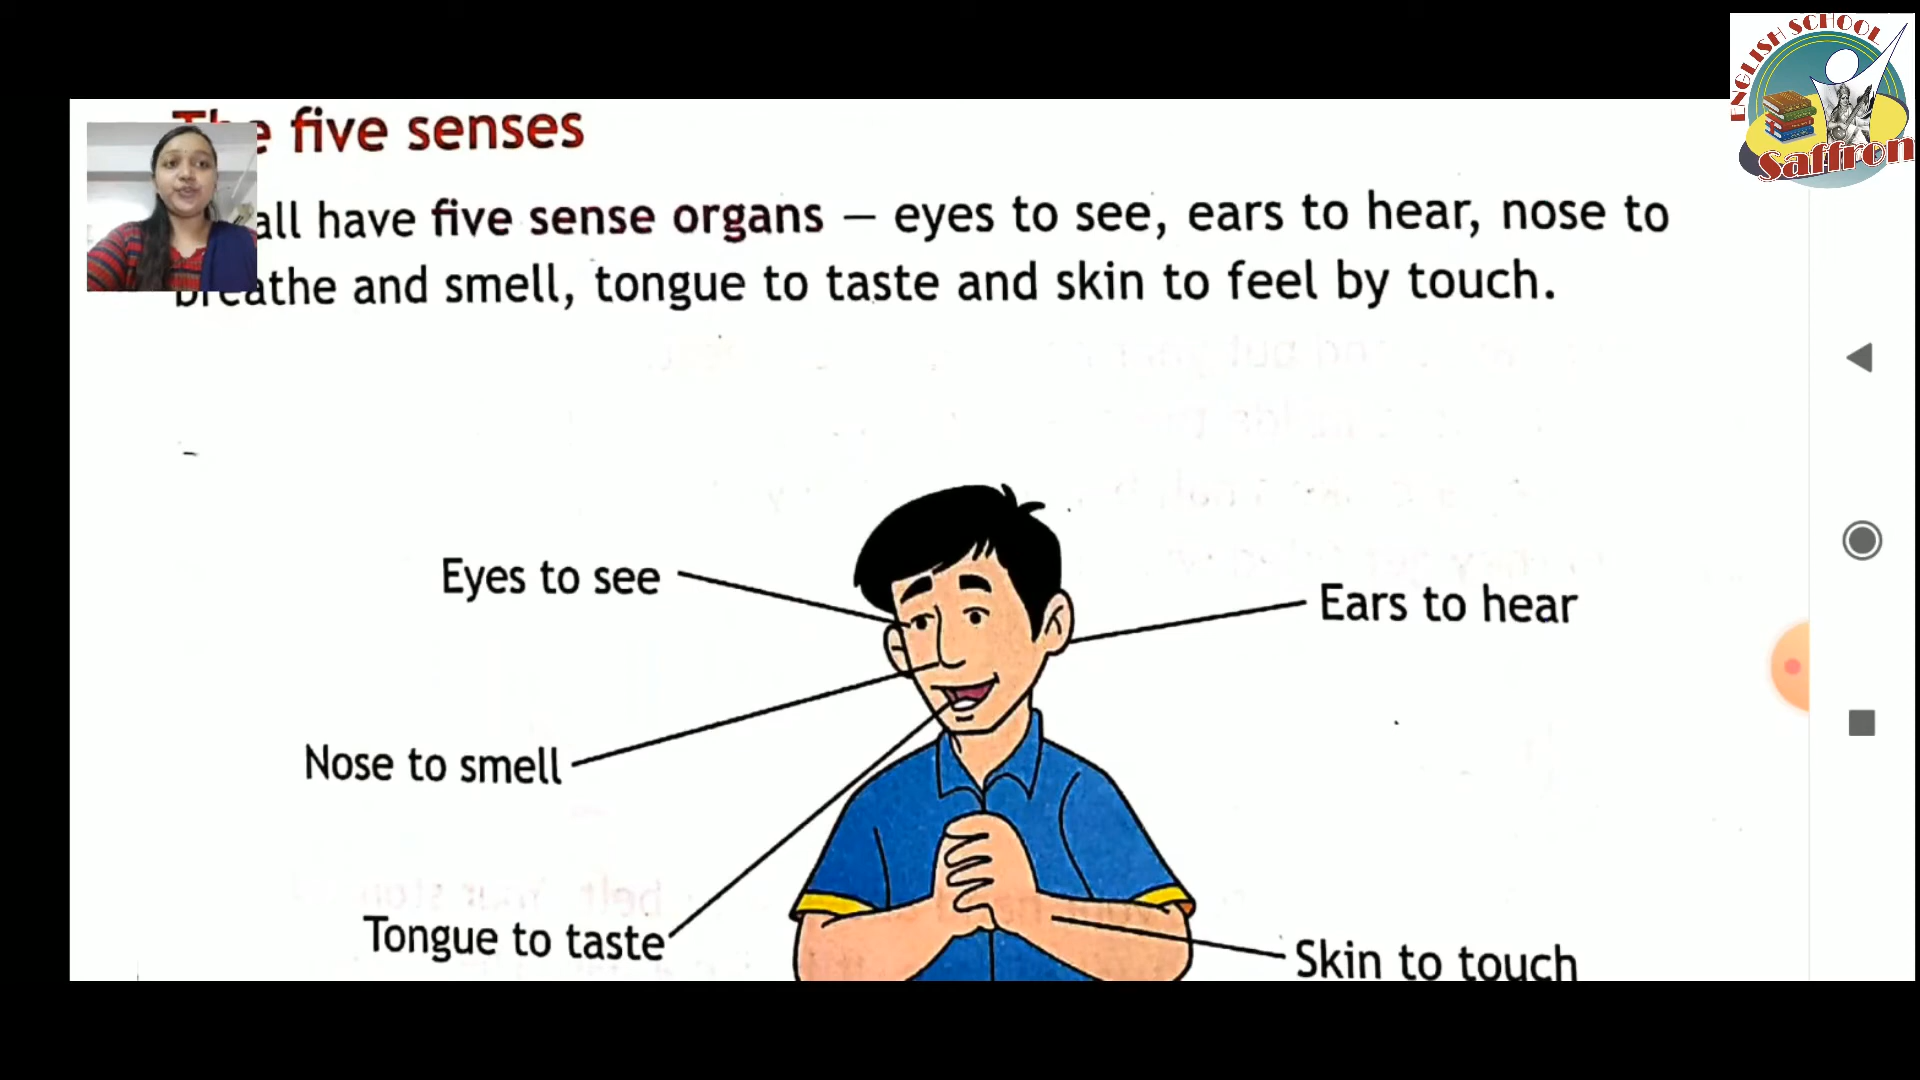 The five senses
all have five sense organs – eyes to see, ears to hear, nose to
breathe and smell, tongue to taste and skin to feel by touch.
Eyes to see
Ears to hear
Nose to smell
Tongue to taste
Skin to touch
ENGLISH SCHOOL
Saffron